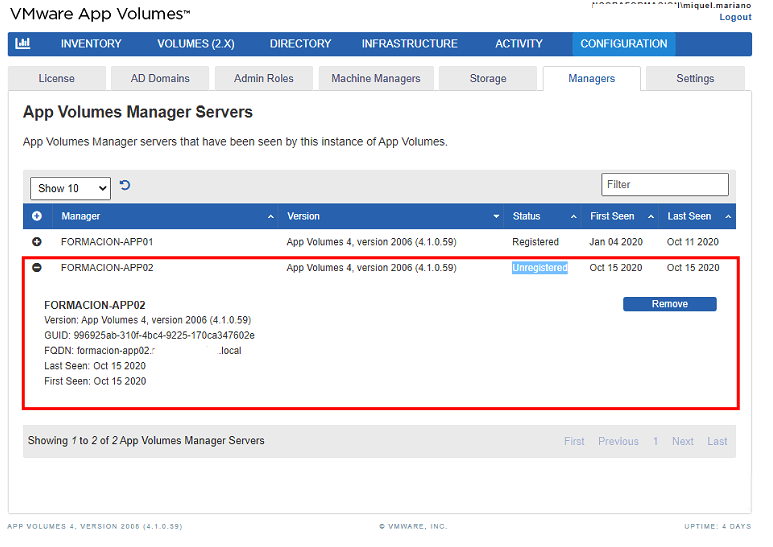 VMware App Volumes™
\miquel.mariano
Logout
INVENTORY VOLUMES (2.X) DIRECTORY INFRASTRUCTURE ACTIVITY CONFIGURATION
License AD Domains Admin Roles Machine Managers Storage Managers Settings
App Volumes Manager Servers
App Volumes Manager servers that have been seen by this instance of App Volumes.
Show 10 Filter
Manager Version Status First Seen Last Seen
FORMACION-APP01 App Volumes 4, version 2006 (4.1.0.59) Registered Jan 04 2020 Oct 11 2020
FORMACION-APP02 App Volumes 4, version 2006 (4.1.0.59) Unregistered Oct 15 2020 Oct 15 2020
FORMACION-APP02 Remove
Version: App Volumes 4, version 2006 (4.1.0.59)
GUID: 996925ab-310f-4bc4-9225-170ca347602e
FQDN: formacion-app02. .local
Last Seen: Oct 15 2020
First Seen: Oct 15 2020
Showing 1 to 2 of 2 App Volumes Manager Servers First Previous 1 Next Last
APP VOLUMES 4, VERSION 2006 (4.1.0.59) © VMWARE, INC. UPTIME: 4 DAYS